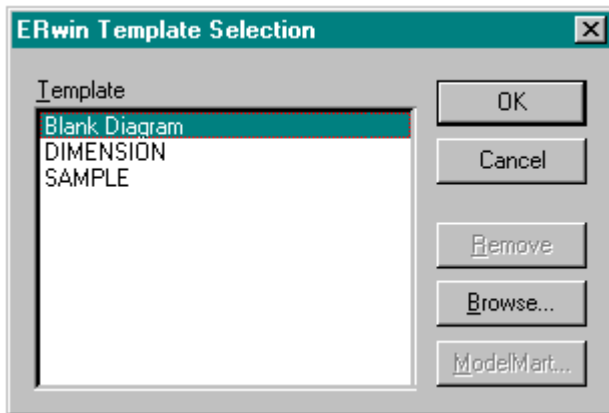 ERwin Template Selection
Template
Blank Diagram
DIMENSION
SAMPLE
OK
Cancel
Remove
Browse...
ModelMart...